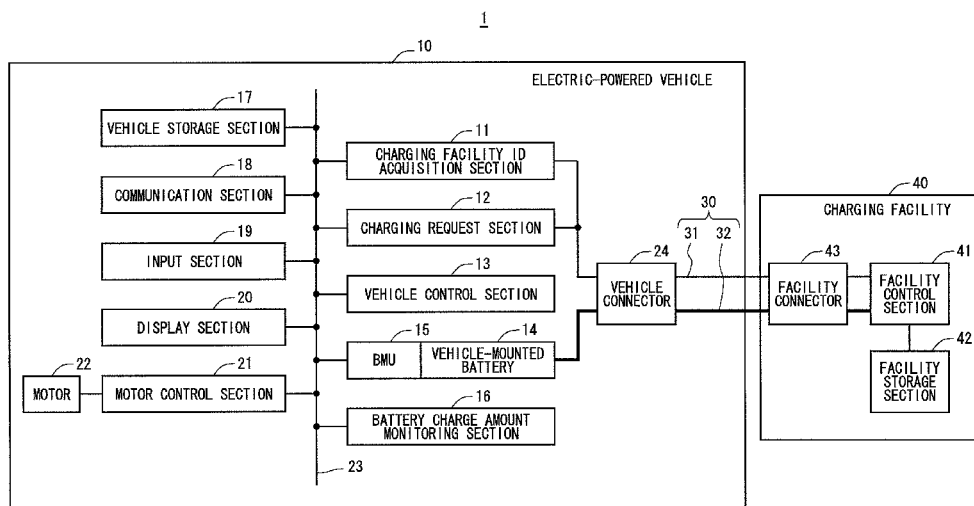 1
10
ELECTRIC-POWERED VEHICLE
17
VEHICLE STORAGE SECTION
18
COMMUNICATION SECTION
19
INPUT SECTION
20
DISPLAY SECTION
22
MOTOR
21
MOTOR CONTROL SECTION
23
11
CHARGING FACILITY ID
ACQUISITION SECTION
12
CHARGING REQUEST SECTION
13
VEHICLE CONTROL SECTION
15
BMU
14
VEHICLE-MOUNTED
BATTERY
16
BATTERY CHARGE AMOUNT
MONITORING SECTION
24
VEHICLE
CONNECTOR
30
31
32
40
CHARGING FACILITY
43
FACILITY
CONNECTOR
41
FACILITY
CONTROL
SECTION
42
FACILITY
STORAGE
SECTION